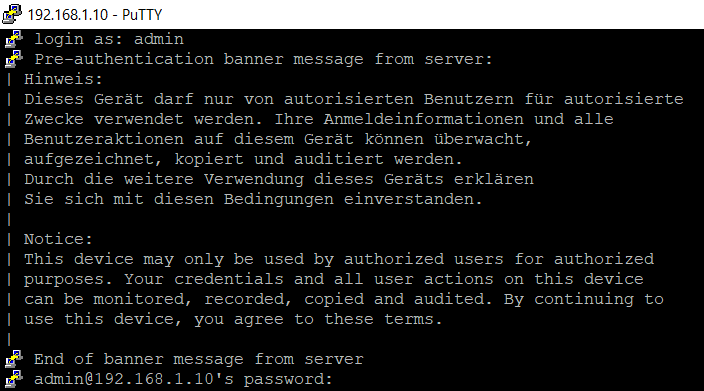 192.168.1.10 - PuTTY
login as: admin
Pre-authentication banner message from server:
| Hinweis:
| Dieses Gerät darf nur von autorisierten Benutzern für autorisierte
| Zwecke verwendet werden. Ihre Anmeldeinformationen und alle
| Benutzeraktionen auf diesem Gerät können überwacht,
| aufgezeichnet, kopiert und auditiert werden.
| Durch die weitere Verwendung dieses Geräts erklären
| Sie sich mit diesen Bedingungen einverstanden.
|
| Notice:
| This device may only be used by authorized users for authorized
| purposes. Your credentials and all user actions on this device
| can be monitored, recorded, copied and audited. By continuing to
| use this device, you agree to these terms.
|
End of banner message from server
admin@192.168.1.10's password: